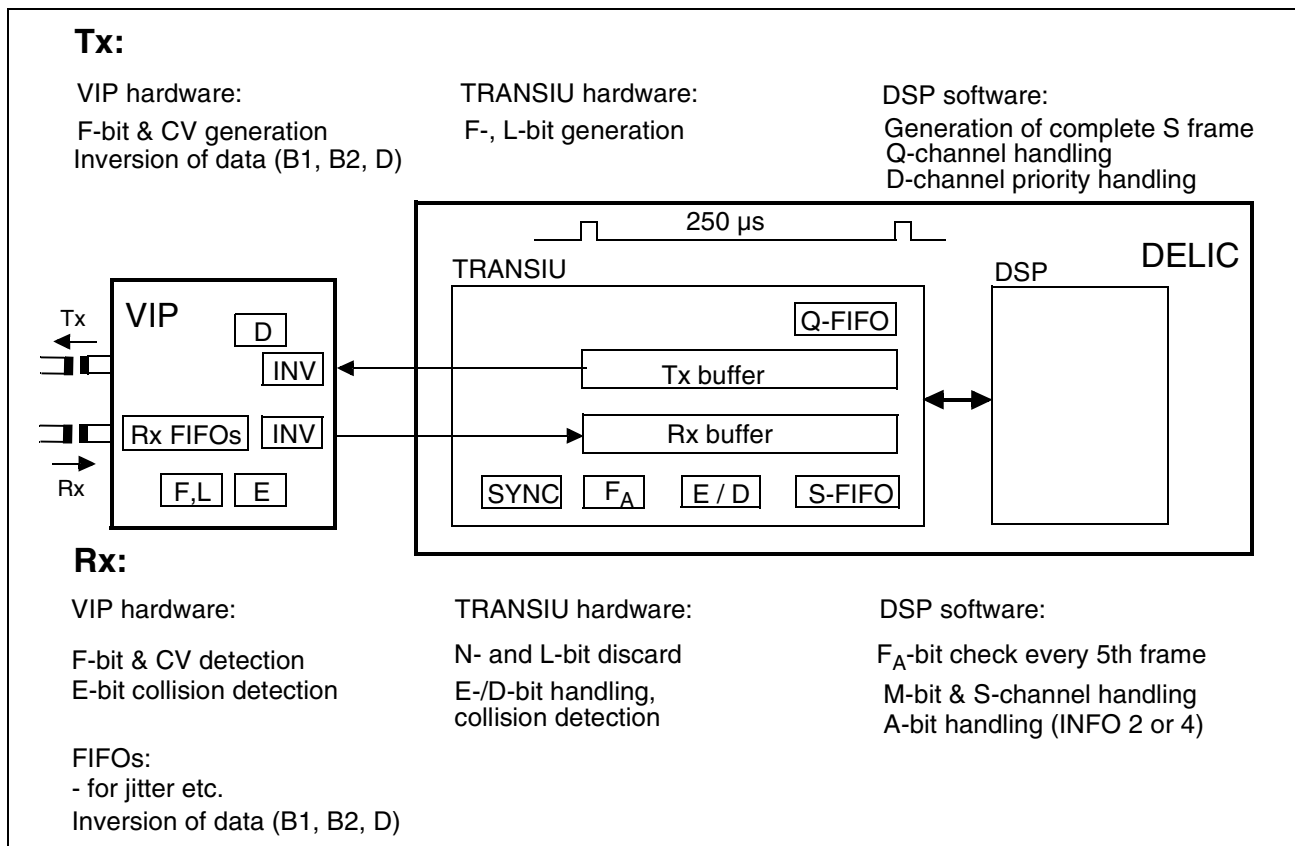 Tx:
VIP hardware:
F-bit & CV generation
Inversion of data (B1, B2, D)
TRANSIU hardware:
F-, L-bit generation
DSP software:
Generation of complete S frame
Q-channel handling
D-channel priority handling
250 µs
DELIC
TRANSIU
DSP
VIP
Tx
D
INV
Q-FIFO
Tx buffer
Rx FIFOs
INV
Rx buffer
Rx
F,L
E
SYNC
FA
E / D
S-FIFO
Rx:
VIP hardware:
F-bit & CV detection
E-bit collision detection
FIFOs:
- for jitter etc.
Inversion of data (B1, B2, D)
TRANSIU hardware:
N- and L-bit discard
E-/D-bit handling,
collision detection
DSP software:
FA-bit check every 5th frame
M-bit & S-channel handling
A-bit handling (INFO 2 or 4)